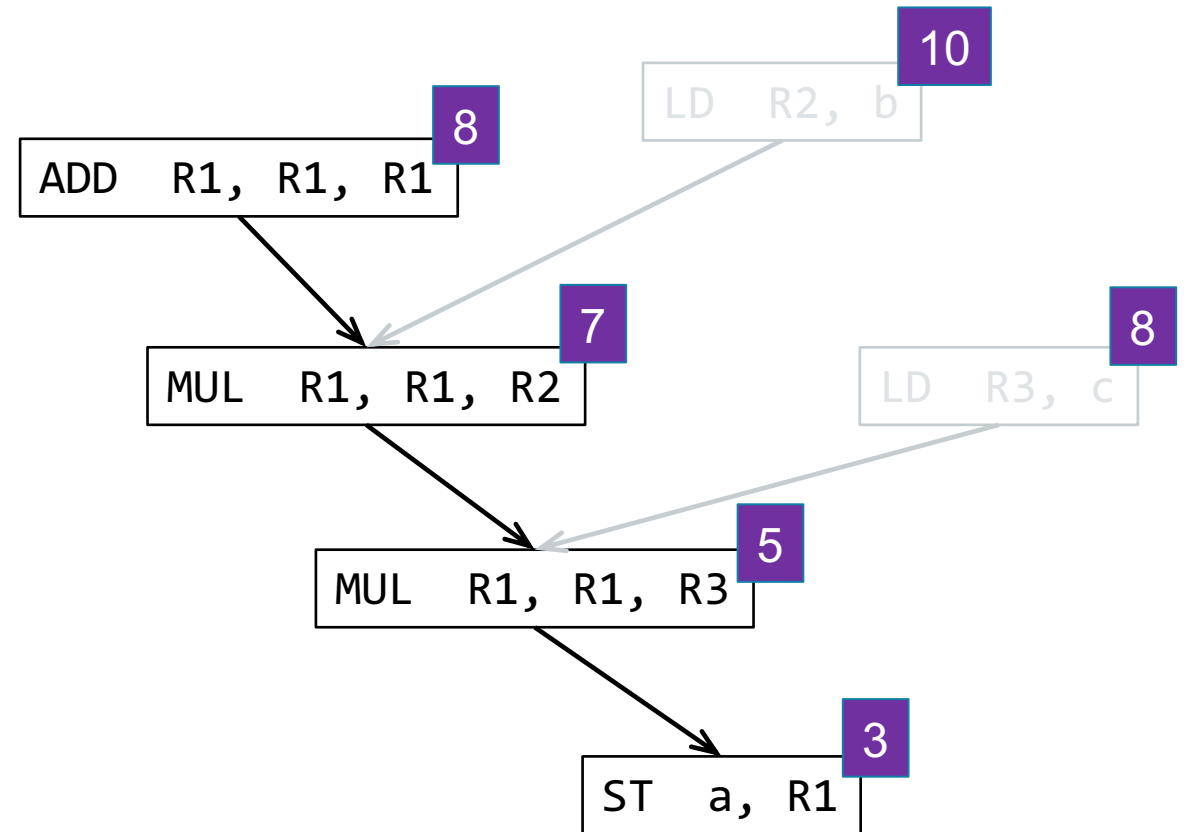 10
LD R2, b
8
ADD R1, R1, R1
7
MUL R1, R1, R2
8
LD R3, c
5
MUL R1, R1, R3
3
ST a, R1